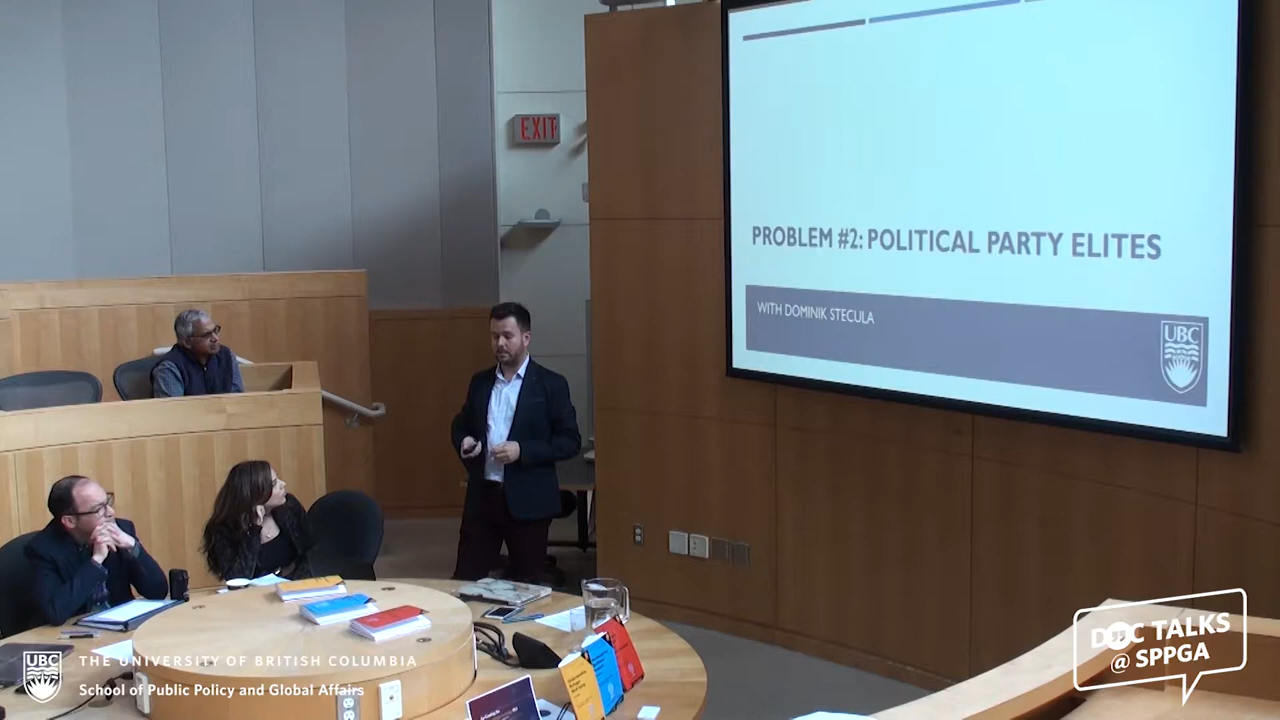 EXIT
PROBLEM #2: POLITICAL PARTY ELITES
WITH DOMINIK STECULA
UBC
UBC
THE UNIVERSITY OF BRITISH COLUMBIA
School of Public Policy and Global Affairs
DOC TALKS
@ SPPGA